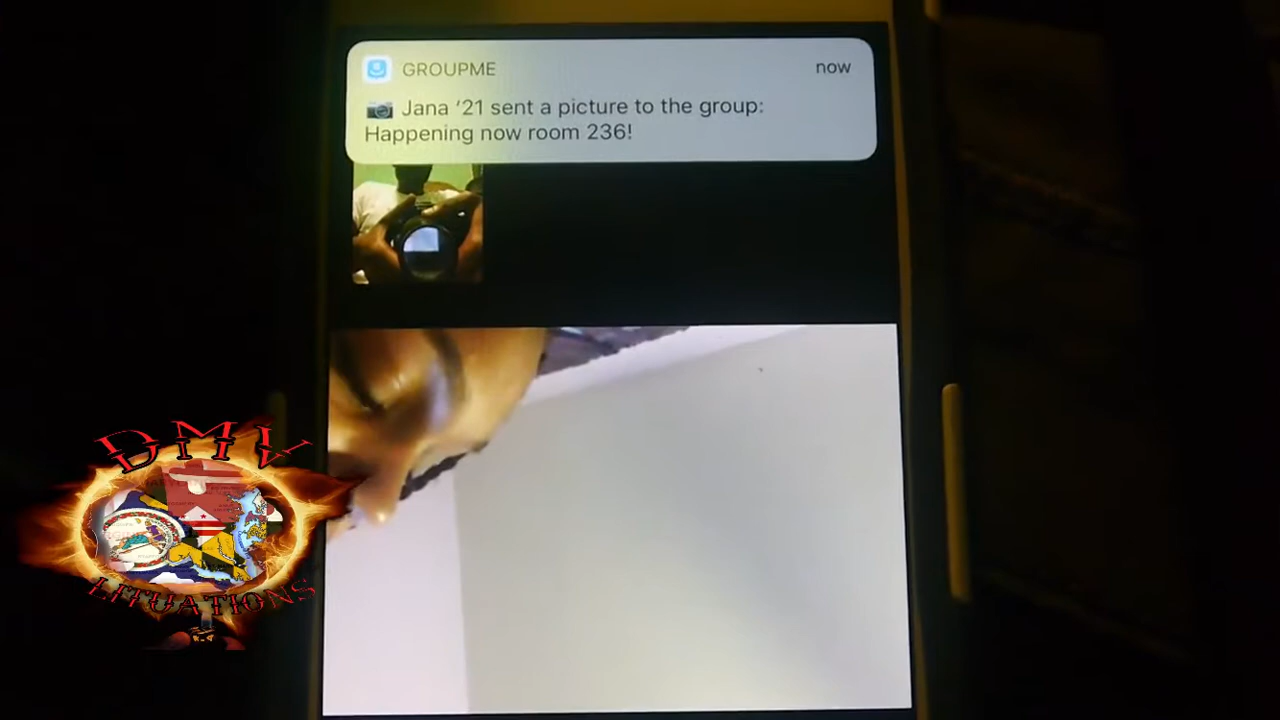 GROUPME
now
Jana '21 sent a picture to the group:
Happening now room 236!
DMV
LITUATIONS